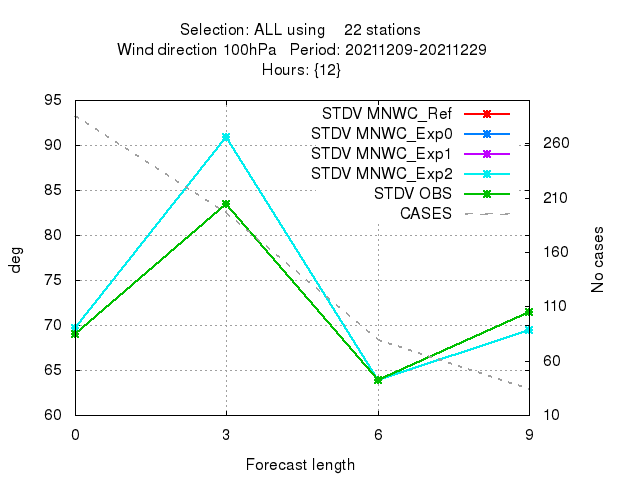 Selection: ALL using 22 stations
Wind direction 100hPa Period: 20211209-20211229
Hours: {12}
95
90
85
80
75
70
65
60
deg
STDV MNWC_Ref
STDV MNWC_Exp0
STDV MNWC_Exp1
STDV MNWC_Exp2
STDV OBS
CASES
260
210
160
110
60
10
No cases
0 3 6 9
Forecast length